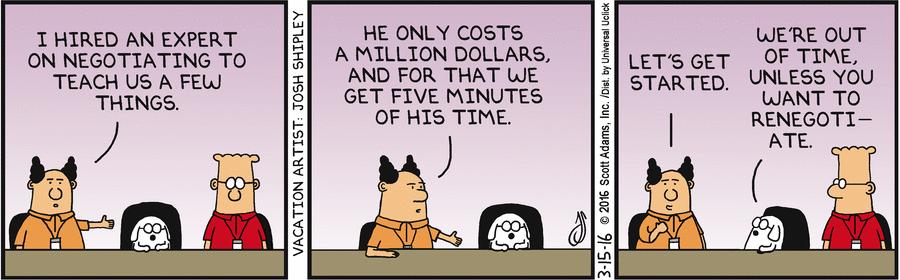 I HIRED AN EXPERT
ON NEGOTIATING TO
TEACH US A FEW
THINGS.
VACATION ARTIST: JOSH SHIPLEY
HE ONLY COSTS
A MILLION DOLLARS,
AND FOR THAT WE
GET FIVE MINUTES
OF HIS TIME.
3-15-16 © 2016 Scott Adams, Inc. /Dist. by Universal Uclick
LET'S GET
STARTED.
WE'RE OUT
OF TIME,
UNLESS YOU
WANT TO
RENEGOTI-
ATE.